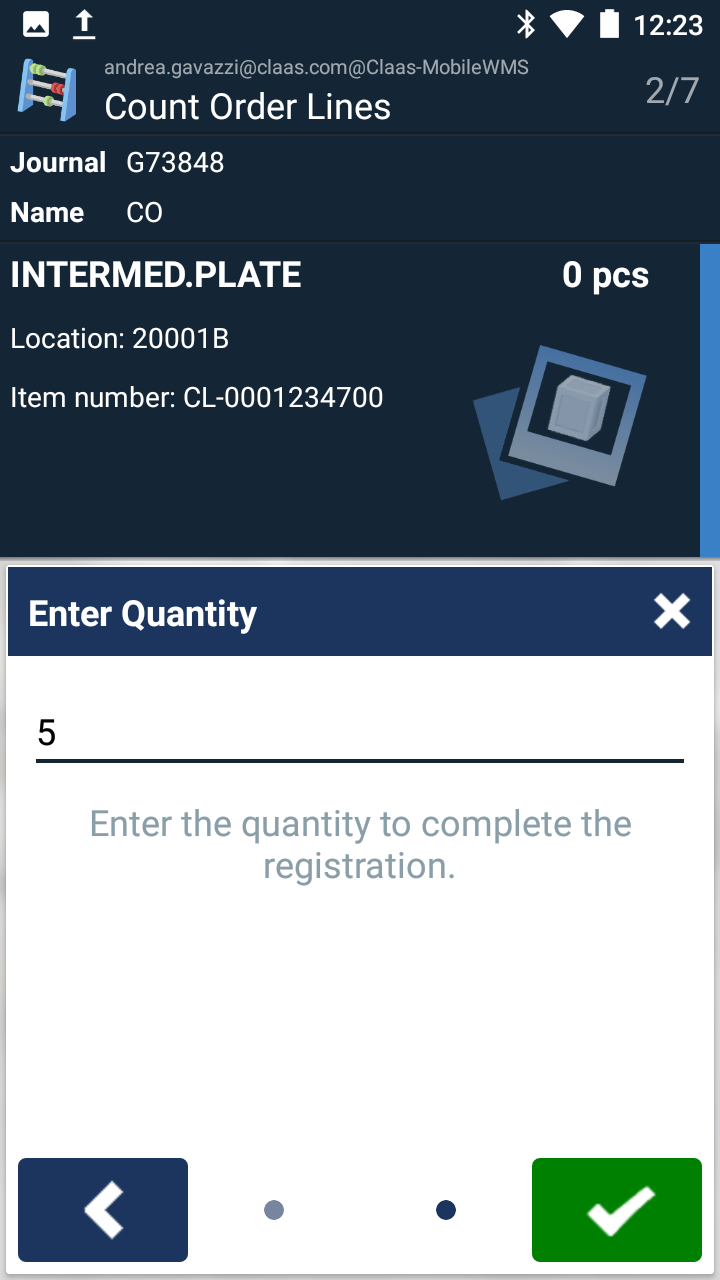 12:23
andrea.gavazzi@claas.com@Claas-MobileWMS
Count Order Lines
2/7
Journal G73848
Name CO
INTERMED.PLATE 0 pcs
Location: 20001B
Item number: CL-0001234700
Enter Quantity
5
Enter the quantity to complete the
registration.